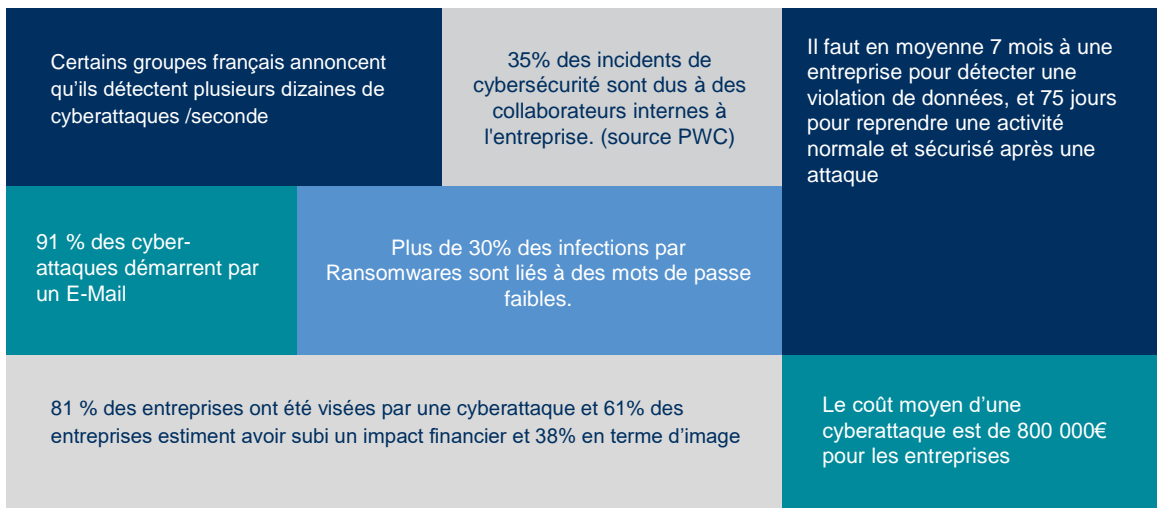 Certains groupes français annoncent
qu'ils détectent plusieurs dizaines de
cyberattaques /seconde
35% des incidents de
cybersécurité sont dus à des
collaborateurs internes à
l'entreprise. (source PWC)
Il faut en moyenne 7 mois à une
entreprise pour détecter une
violation de données, et 75 jours
pour reprendre une activité
normale et sécurisé après une
attaque
91 % des cyber-
attaques démarrent par
un E-Mail
Plus de 30% des infections par
Ransomwares sont liés à des mots de passe
faibles.
81 % des entreprises ont été visées par une cyberattaque et 61% des
entreprises estiment avoir subi un impact financier et 38% en terme d’image
Le coût moyen d’une
cyberattaque est de 800 000€
pour les entreprises